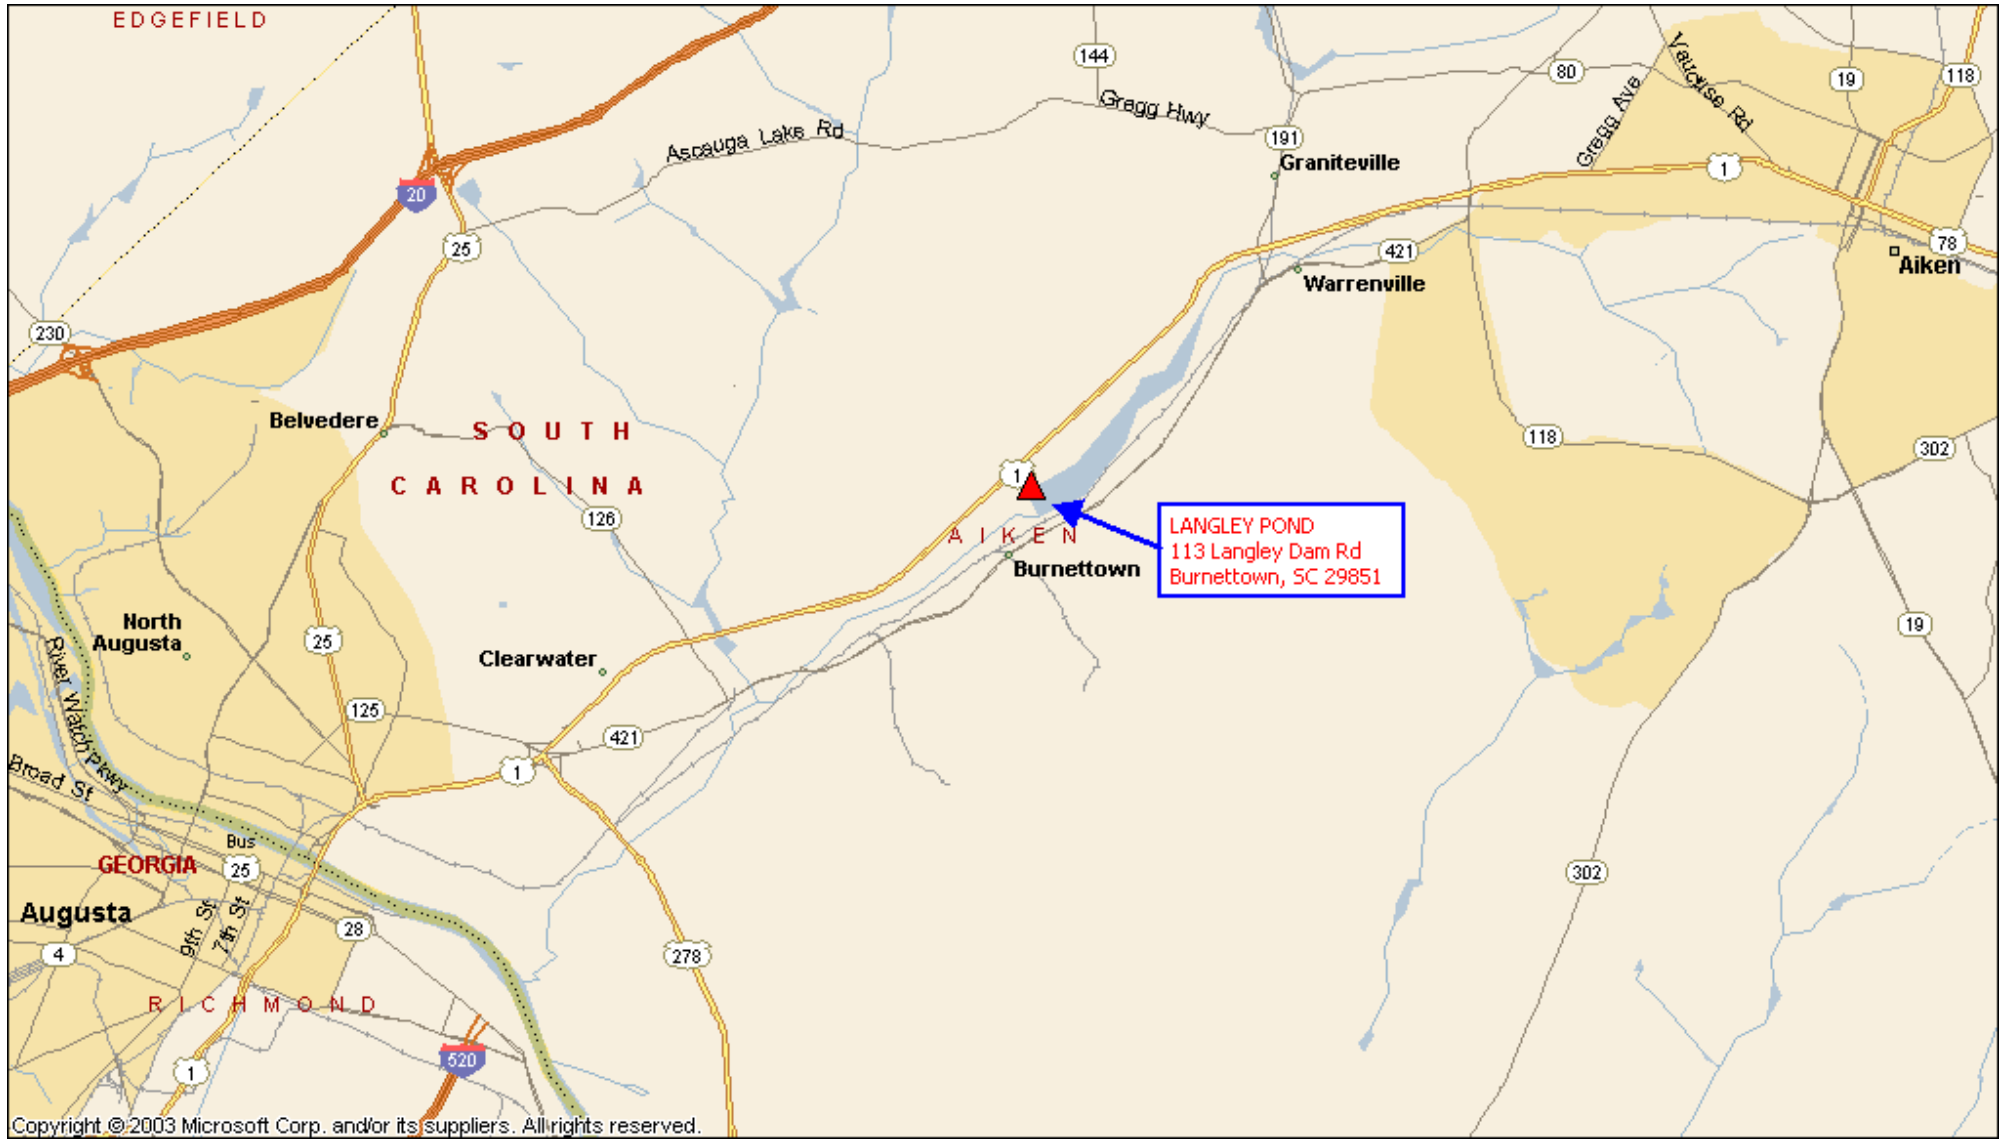 EDGEFIELD
144
80
19
118
Vaucluse Rd
Gregg Ave
Gregg Hwy
Ascauga Lake Rd
191
Graniteville
1
20
25
421
78
Aiken
Warrenville
230
Belvedere
SOUTH
CAROLINA
118
302
1
126
AIKEN
LANGLEY POND
113 Langley Dam Rd
Burnettown, SC 29851
Burnettown
North
Augusta
25
River Watch Pkwy
Clearwater
19
125
421
1
Broad St
Bus
25
GEORGIA
302
Augusta
9th St
7th St
28
4
278
RICHMOND
520
1
Copyright © 2003 Microsoft Corp. and/or its suppliers. All rights reserved.